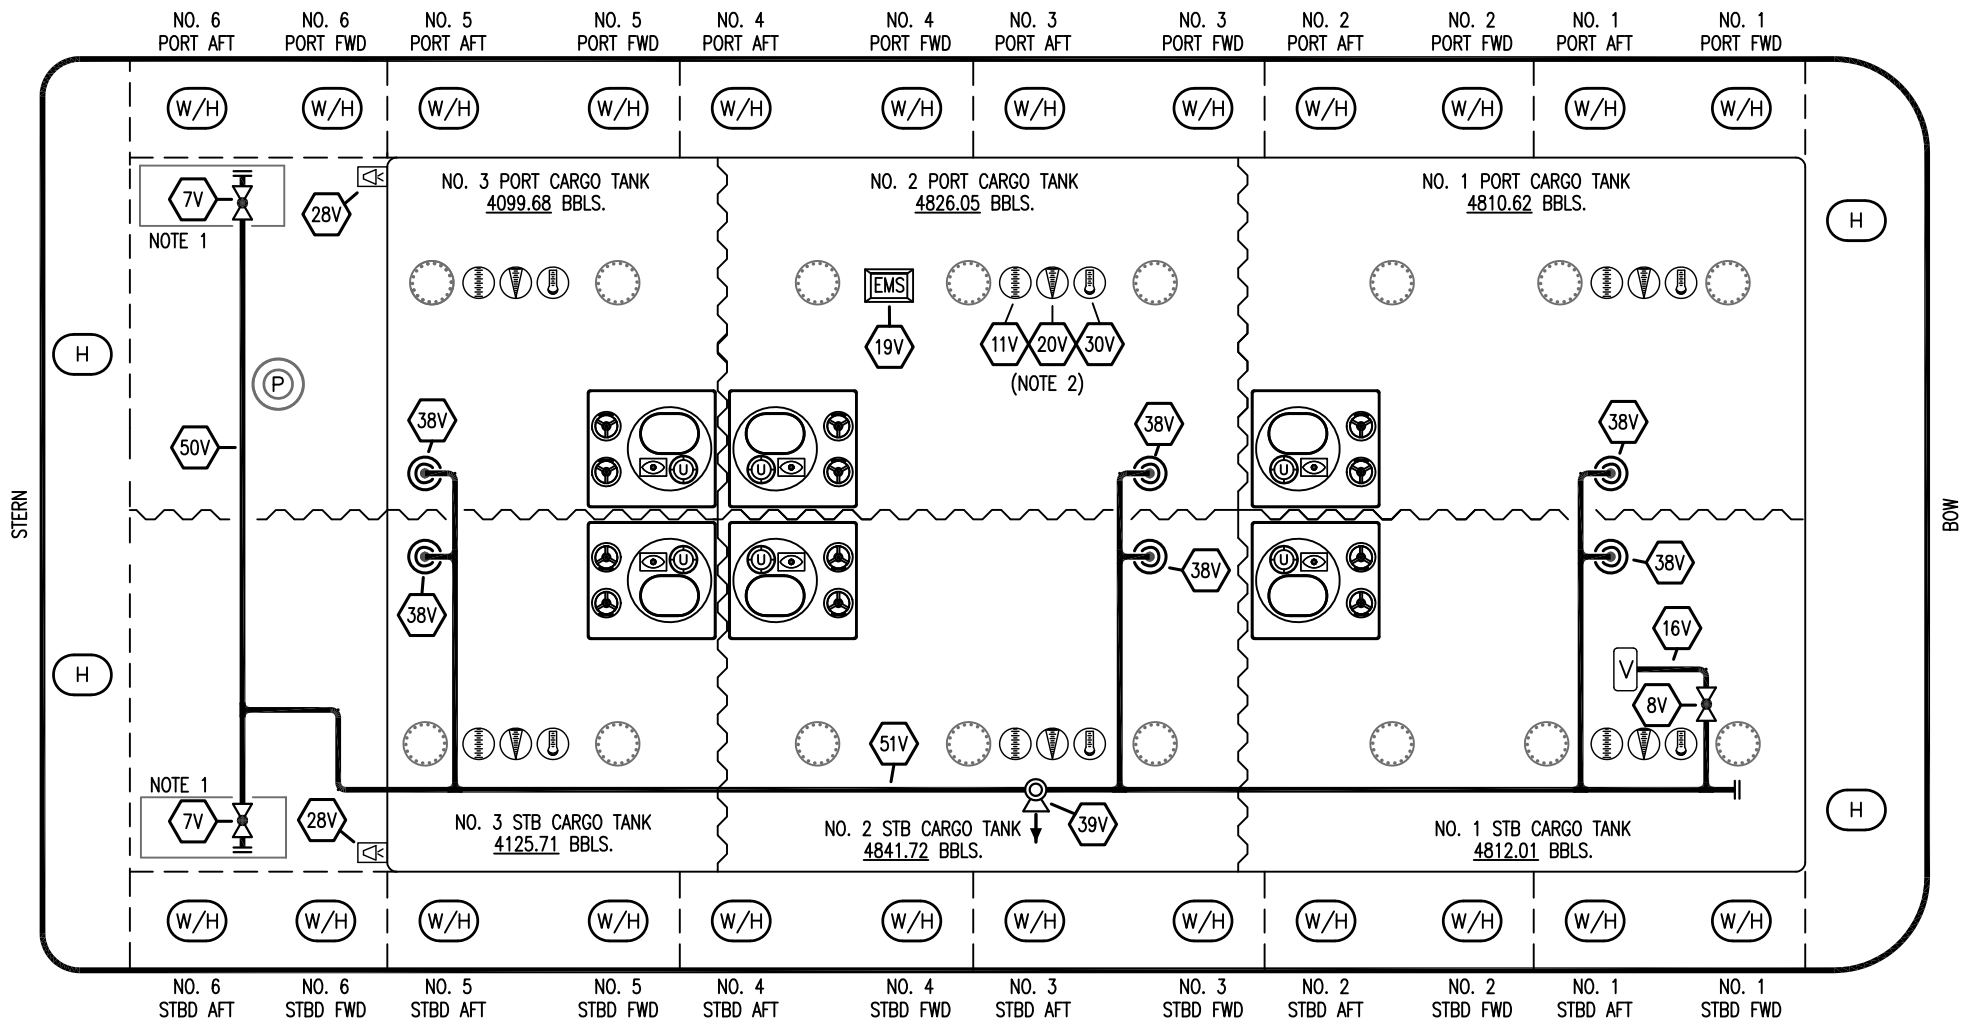 NO. 6 NO. 6 NO. 5 NO. 5 NO. 4 NO. 4 NO. 3 NO. 3 NO. 2 NO. 2 NO. 1 NO. 1
PORT AFT PORT FWD PORT AFT PORT FWD PORT AFT PORT FWD PORT AFT PORT FWD PORT AFT PORT FWD PORT AFT PORT FWD
W/H W/H W/H W/H W/H W/H W/H W/H W/H W/H W/H W/H
NO. 3 PORT CARGO TANK NO. 2 PORT CARGO TANK NO. 1 PORT CARGO TANK
4099.68 BBLS. 4826.05 BBLS. 4810.62 BBLS.
7V 28V H
NOTE 1
EMS
19V 11V 20V 30V
H
P (NOTE 2)
38V 38V 38V
50V
U U U
STERN
BOW
U U U
38V 38V 38V
16V
H V
8V
51V
NOTE 1
7V 28V 39V H
NO. 3 STB CARGO TANK NO. 2 STB CARGO TANK NO. 1 STB CARGO TANK
4125.71 BBLS. 4841.72 BBLS. 4812.01 BBLS.
W/H W/H W/H W/H W/H W/H W/H W/H W/H W/H W/H W/H
NO. 6 NO. 6 NO. 5 NO. 5 NO. 4 NO. 4 NO. 3 NO. 3 NO. 2 NO. 2 NO. 1 NO. 1
STBD AFT STBD FWD STBD AFT STBD FWD STBD AFT STBD FWD STBD AFT STBD FWD STBD AFT STBD FWD STBD AFT STBD FWD